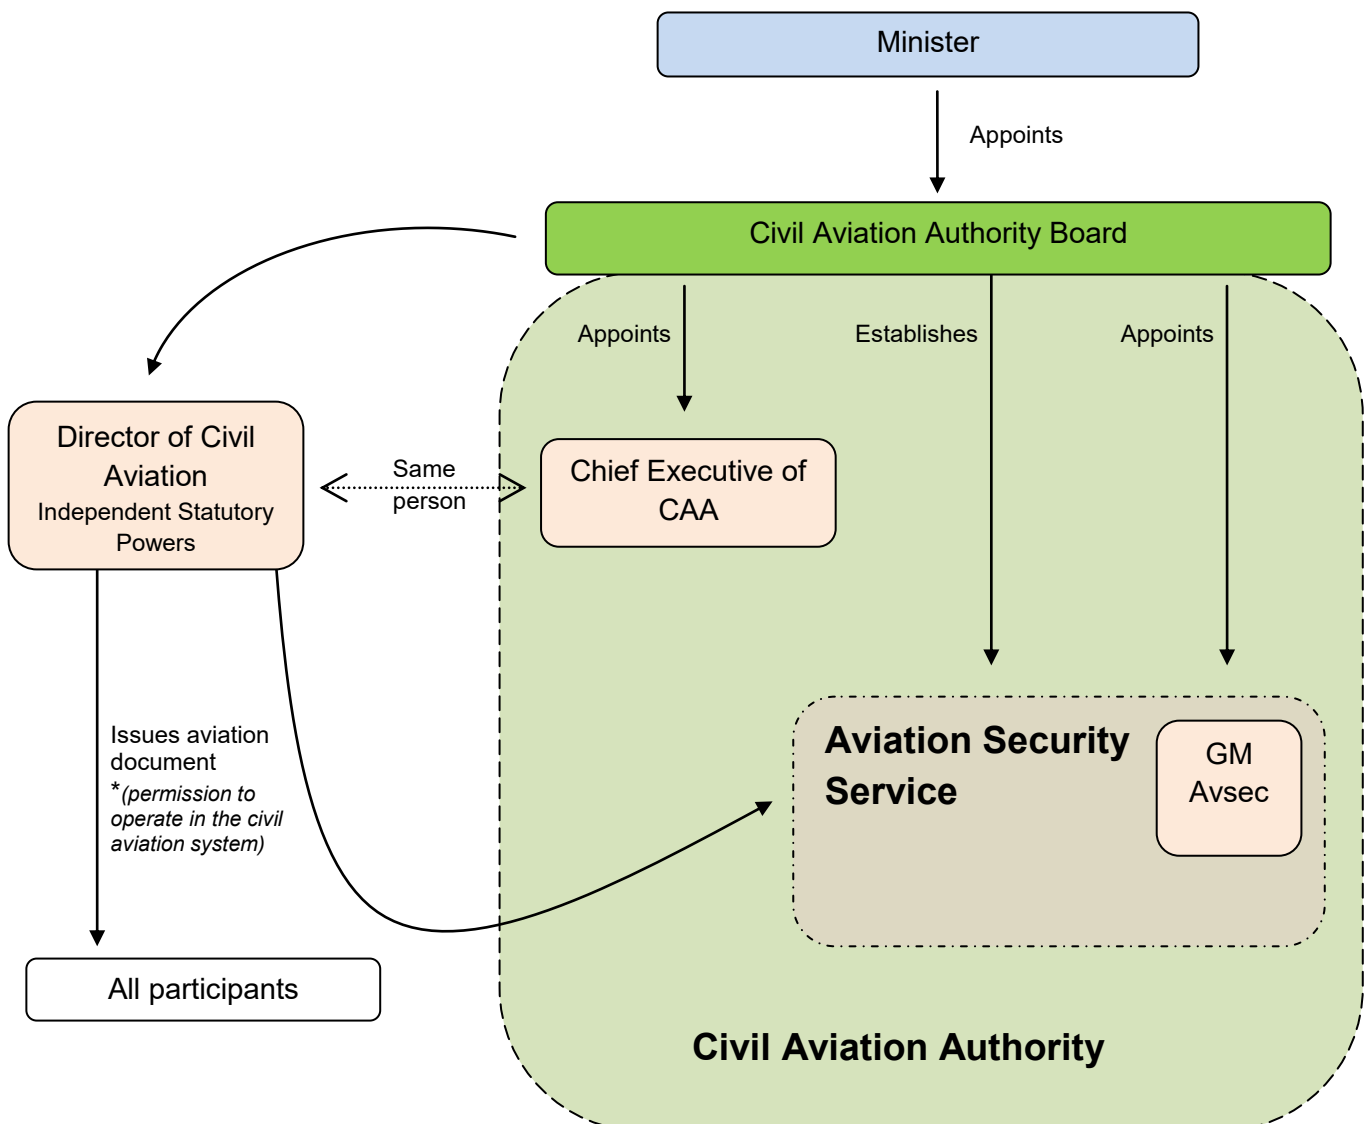 Minister
Appoints
Civil Aviation Authority Board
Appoints
Establishes
Appoints
Director of Civil
Aviation
Independent Statutory
Powers
Same
person
Chief Executive of
CAA
Issues aviation
document
*(permission to
operate in the civil
aviation system)
Aviation Security
Service
GM
Avsec
All participants
Civil Aviation Authority